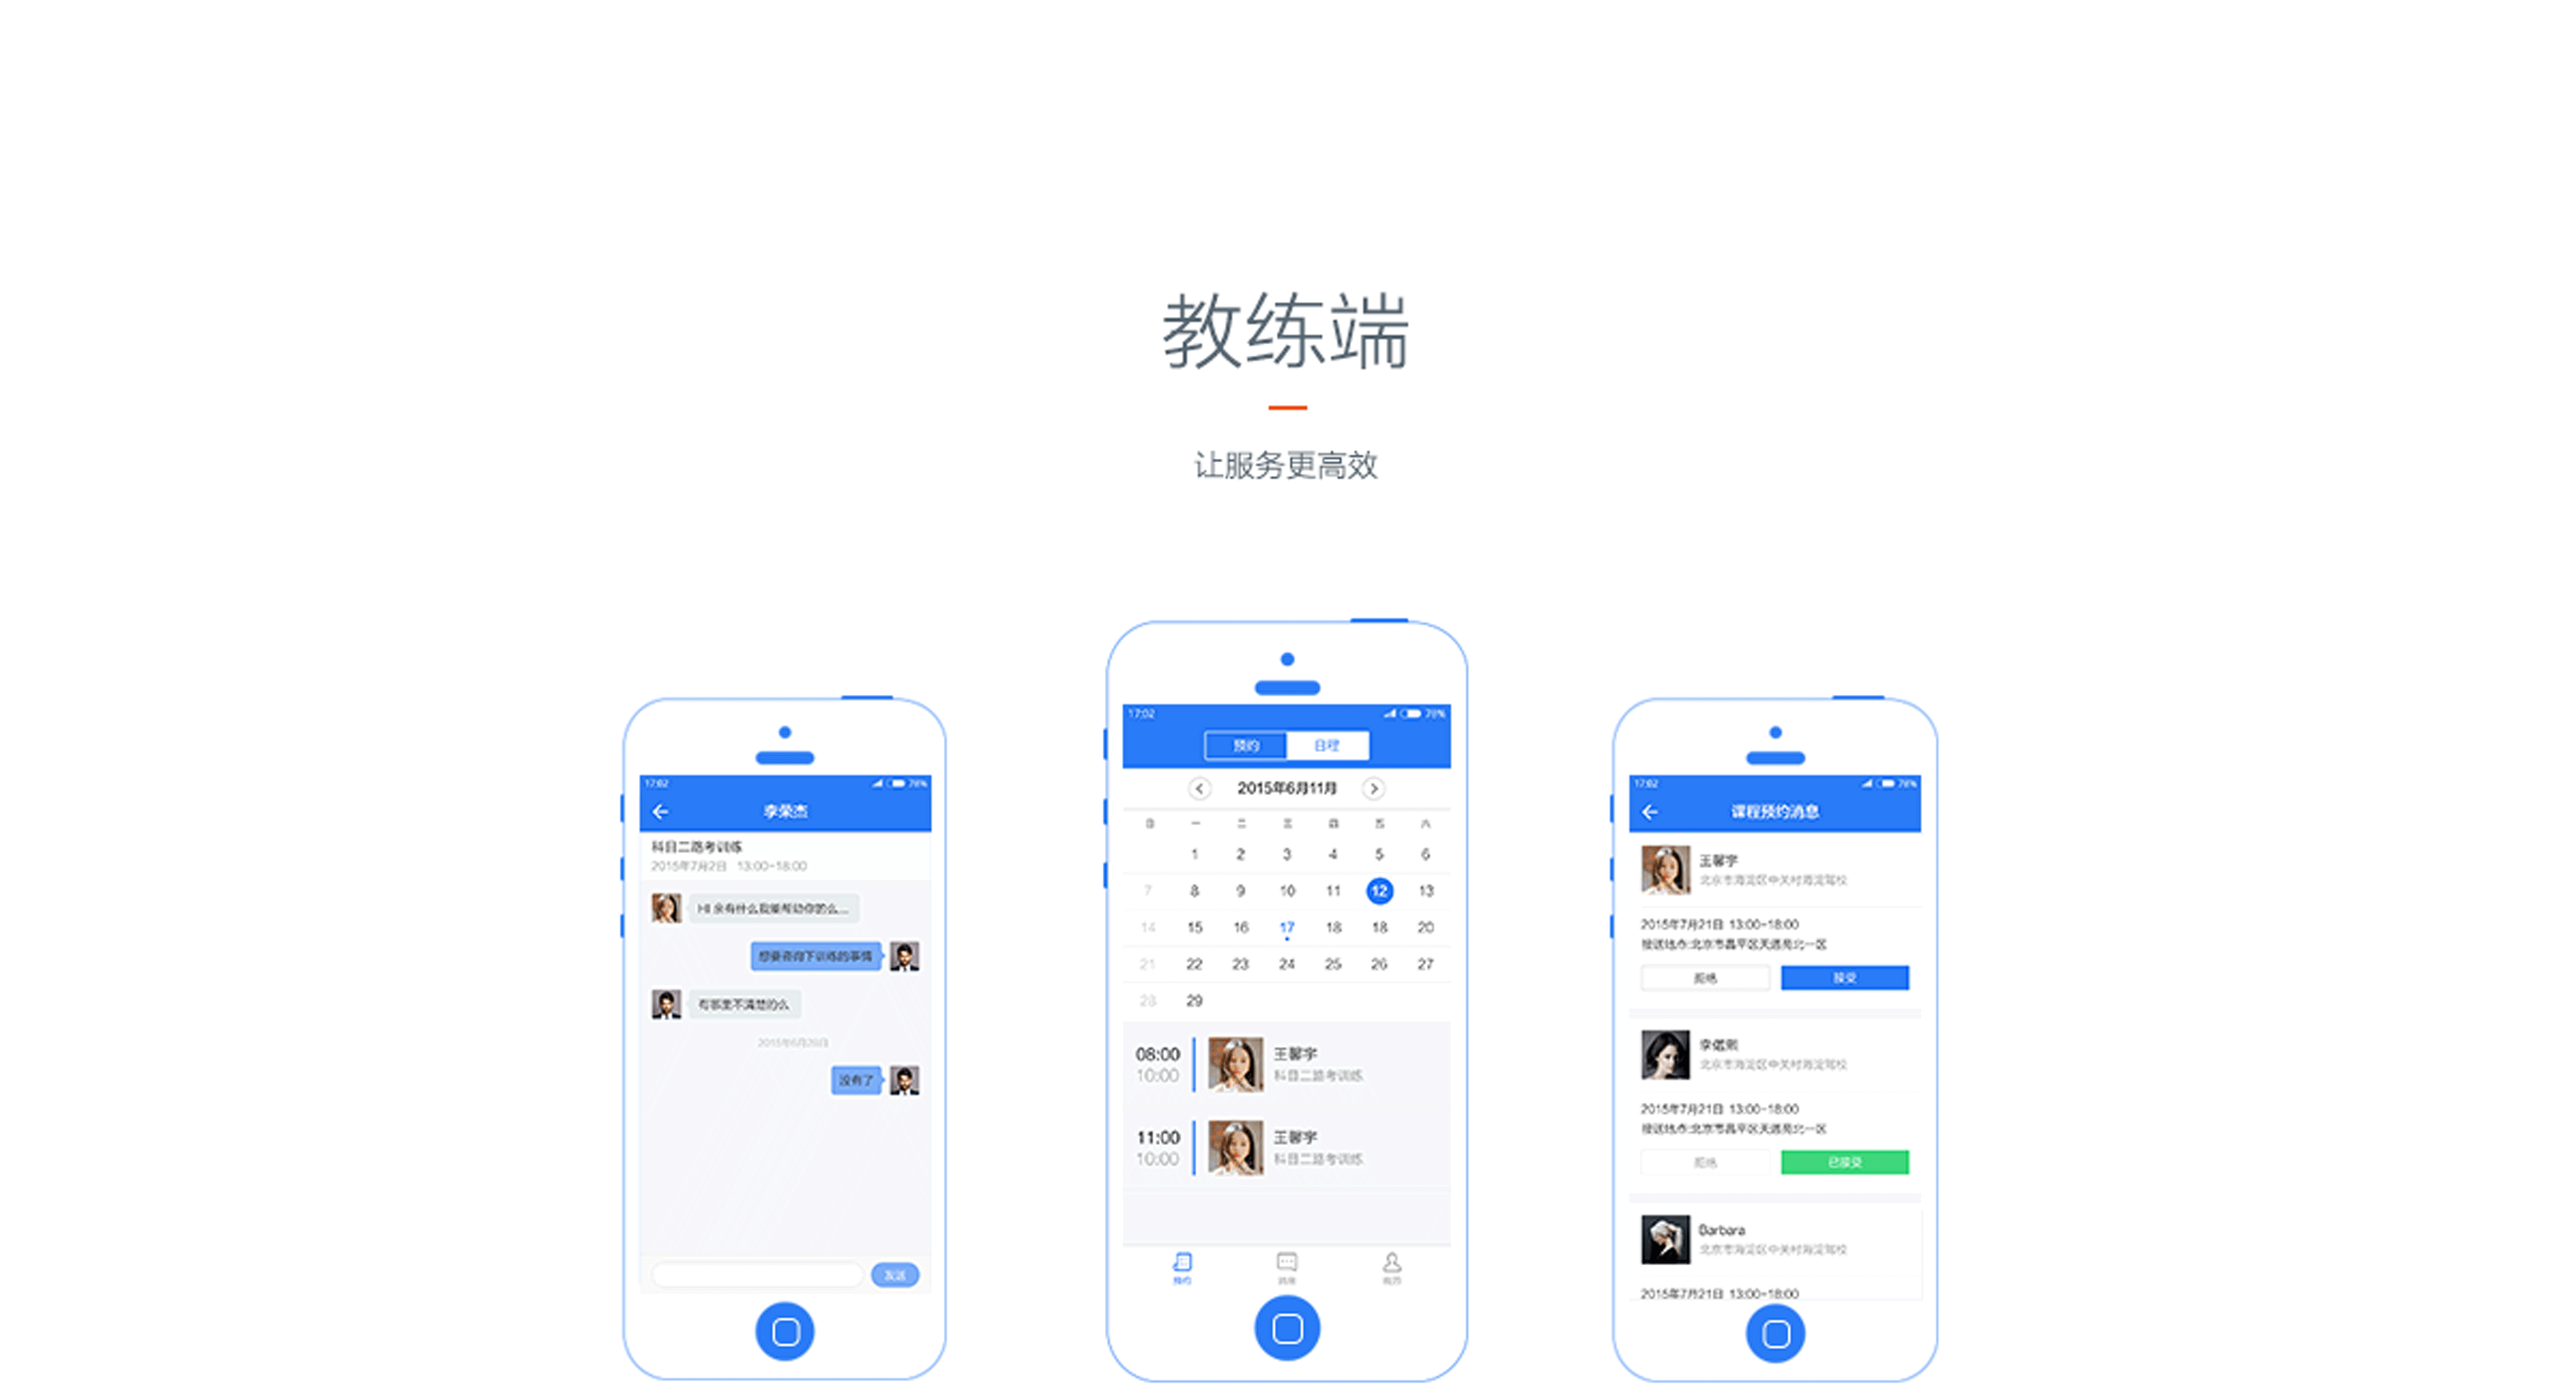 教练端
让服务更高效
17:02
78%
李荣杰
科目二路考训练
2015年7月2日 13:00-18:00
Hi 亲有什么我能帮助你的么...
想要咨询下训练的事情
有哪里不清楚的么
2015年6月28日
没有了
发送
17:02
78%
预约 日程
2015年6月11月
日 一 二 三 四 五 六
1 2 3 4 5 6
7 8 9 10 11 12 13
14 15 16 17 18 18 20
21 22 23 24 25 26 27
28 29
08:00 王馨宇
10:00 科目二路考训练
11:00 王馨宇
10:00 科目二路考训练
预约
17:02
78%
课程预约消息
王馨宇
北京市海淀区中关村海淀驾校
2015年7月21日 13:00-18:00
接送地点:北京市昌平区天通苑北一区
拒绝 接受
北京市海淀区中关村海淀驾校
2015年7月21日 13:00-18:00
接送地点:北京市昌平区天通苑北一区
拒绝 已接受
Barbara
北京市海淀区中关村海淀驾校
2015年7月21日 13:00-18:00